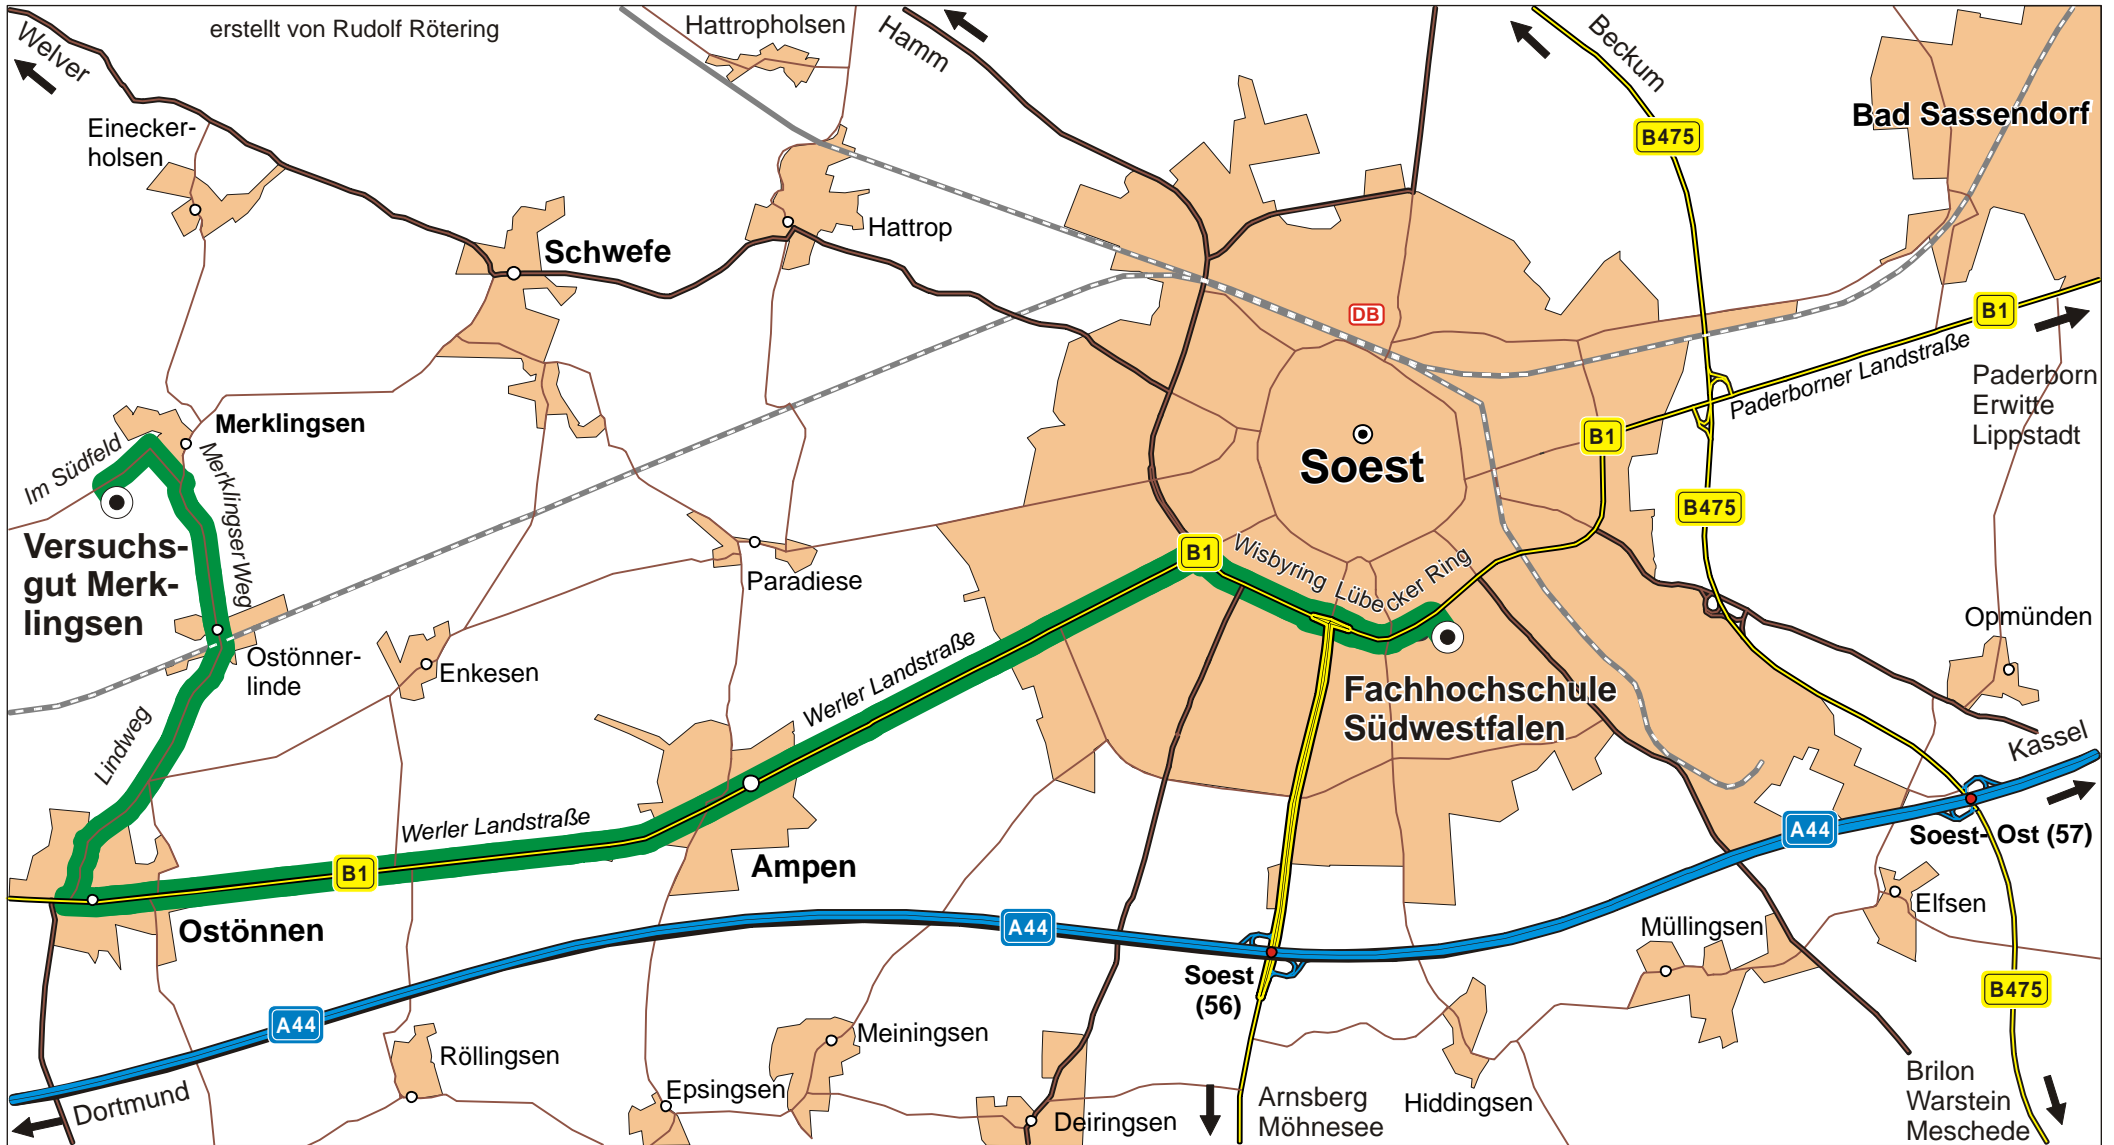 erstellt von Rudolf Rötering
Welver
Hattropholsen
Hamm
Beckum
Bad Sassendorf
B475
Einecker-
holsen
Schwefe
Hattrop
DB
B1
Paderborner Landstraße
Paderborn
Erwitte
Lippstadt
Merklingsen
Im Südfeld
Merklingser Weg
Soest
B1
B475
Versuchs-
gut Merk-
lingsen
Paradiese
B1
Wisbyring
Lübecker Ring
Ostönner-
linde
Enkesen
Opmünden
Werler Landstraße
Fachhochschule
Südwestfalen
Lindweg
Kassel
Werler Landstraße
Ampen
B1
A44
Soest-Ost (57)
Ostönnen
A44
Müllingsen
Elfsen
Soest
(56)
B475
A44
Röllingsen
Meiningsen
Epsingsen
Deiringsen
Arnsberg
Möhnesee
Hiddingsen
Brilon
Warstein
Meschede
Dortmund